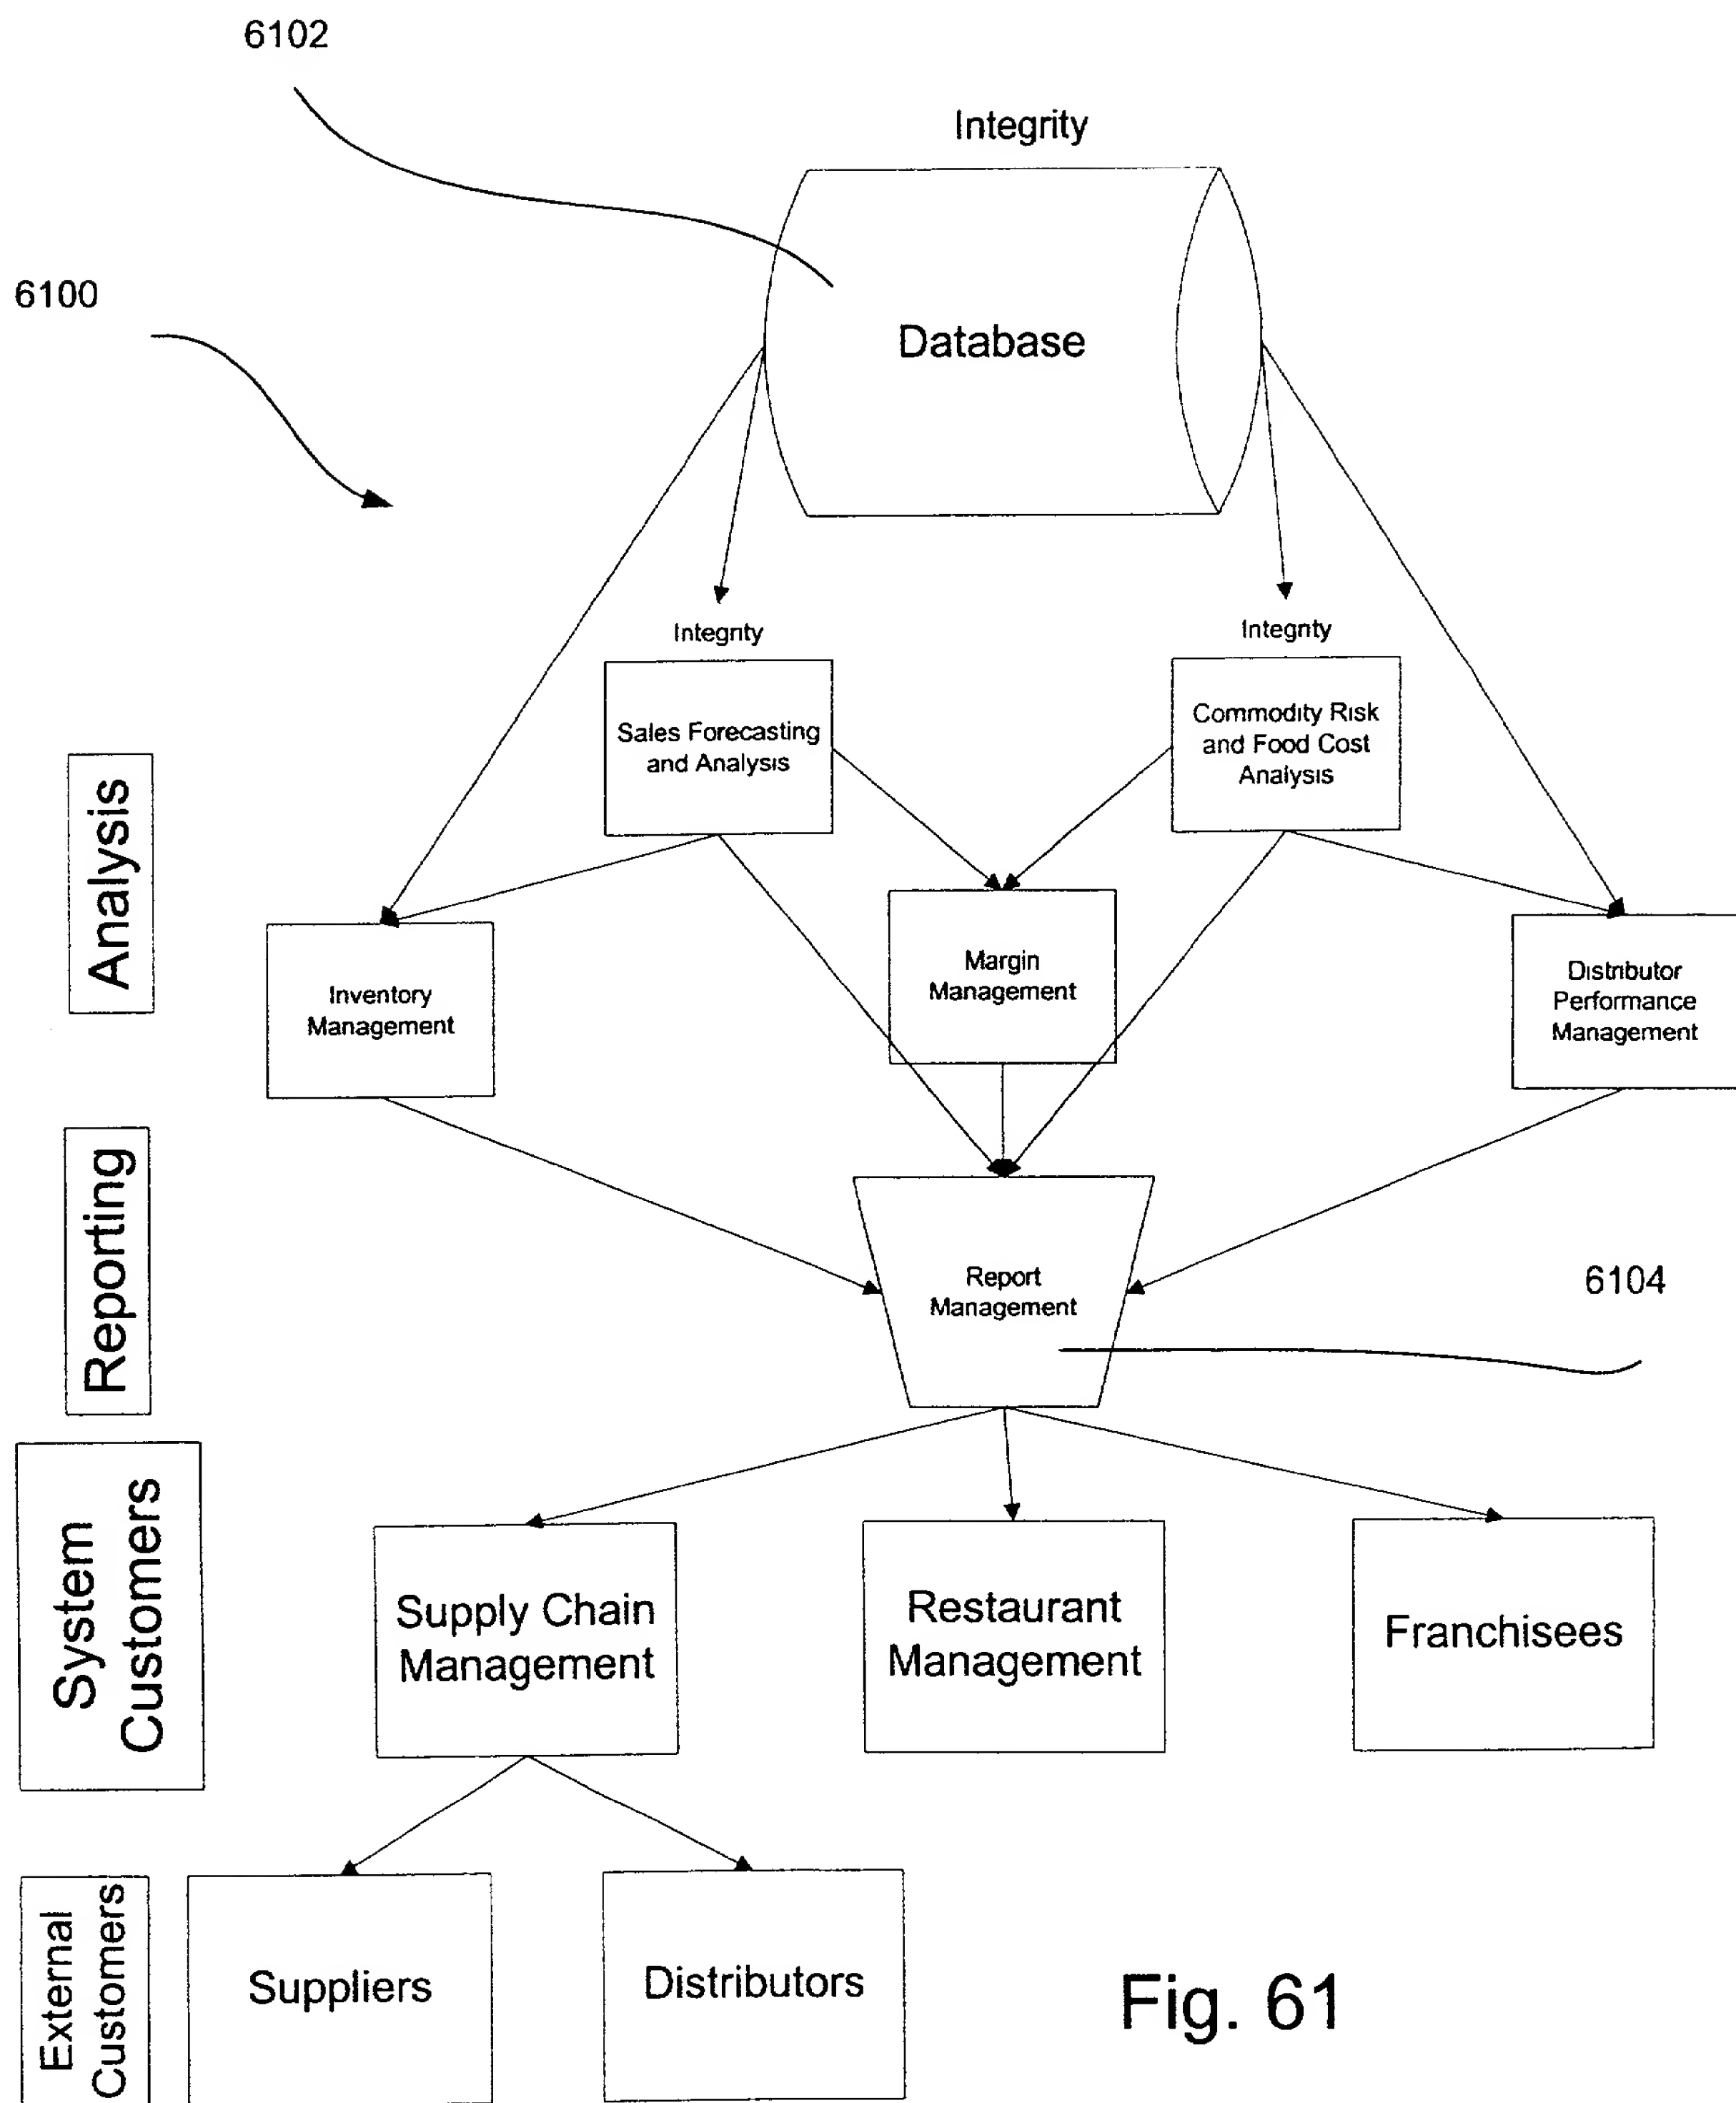 6102
Integrity
6100
Database
Integrity
Integrity
Sales Forecasting
and Analysis
Commodity Risk
and Food Cost
Analysis
Analysis
Inventory
Management
Margin
Management
Distributor
Performance
Management
Reporting
Report
Management
6104
System
Customers
Supply Chain
Management
Restaurant
Management
Franchisees
External
Customers
Suppliers
Distributors
Fig. 61